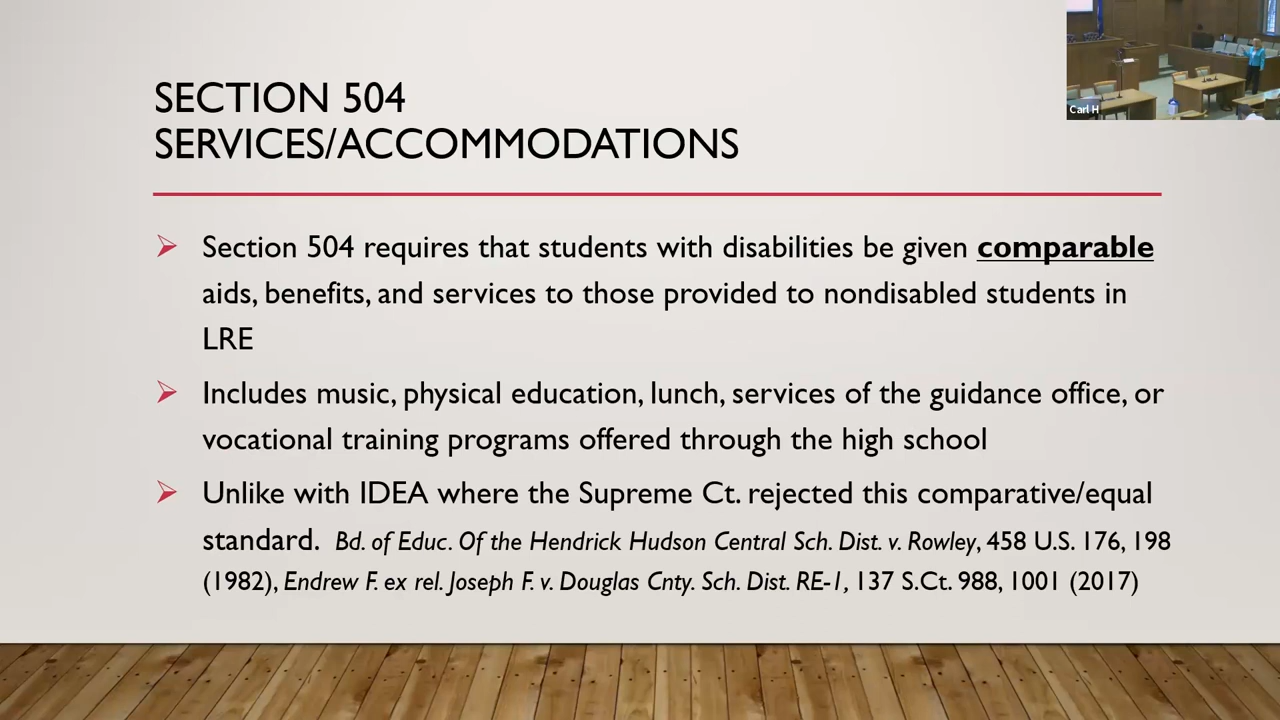 SECTION 504
SERVICES/ACCOMMODATIONS
Carl H
Section 504 requires that students with disabilities be given comparable
aids, benefits, and services to those provided to nondisabled students in
LRE
Includes music, physical education, lunch, services of the guidance office, or
vocational training programs offered through the high school
Unlike with IDEA where the Supreme Ct. rejected this comparative/equal
standard. Bd. of Educ. Of the Hendrick Hudson Central Sch. Dist. v. Rowley, 458 U.S. 176, 198
(1982), Endrew F. ex rel. Joseph F. v. Douglas Cnty. Sch. Dist. RE-1, 137 S.Ct. 988, 1001 (2017)